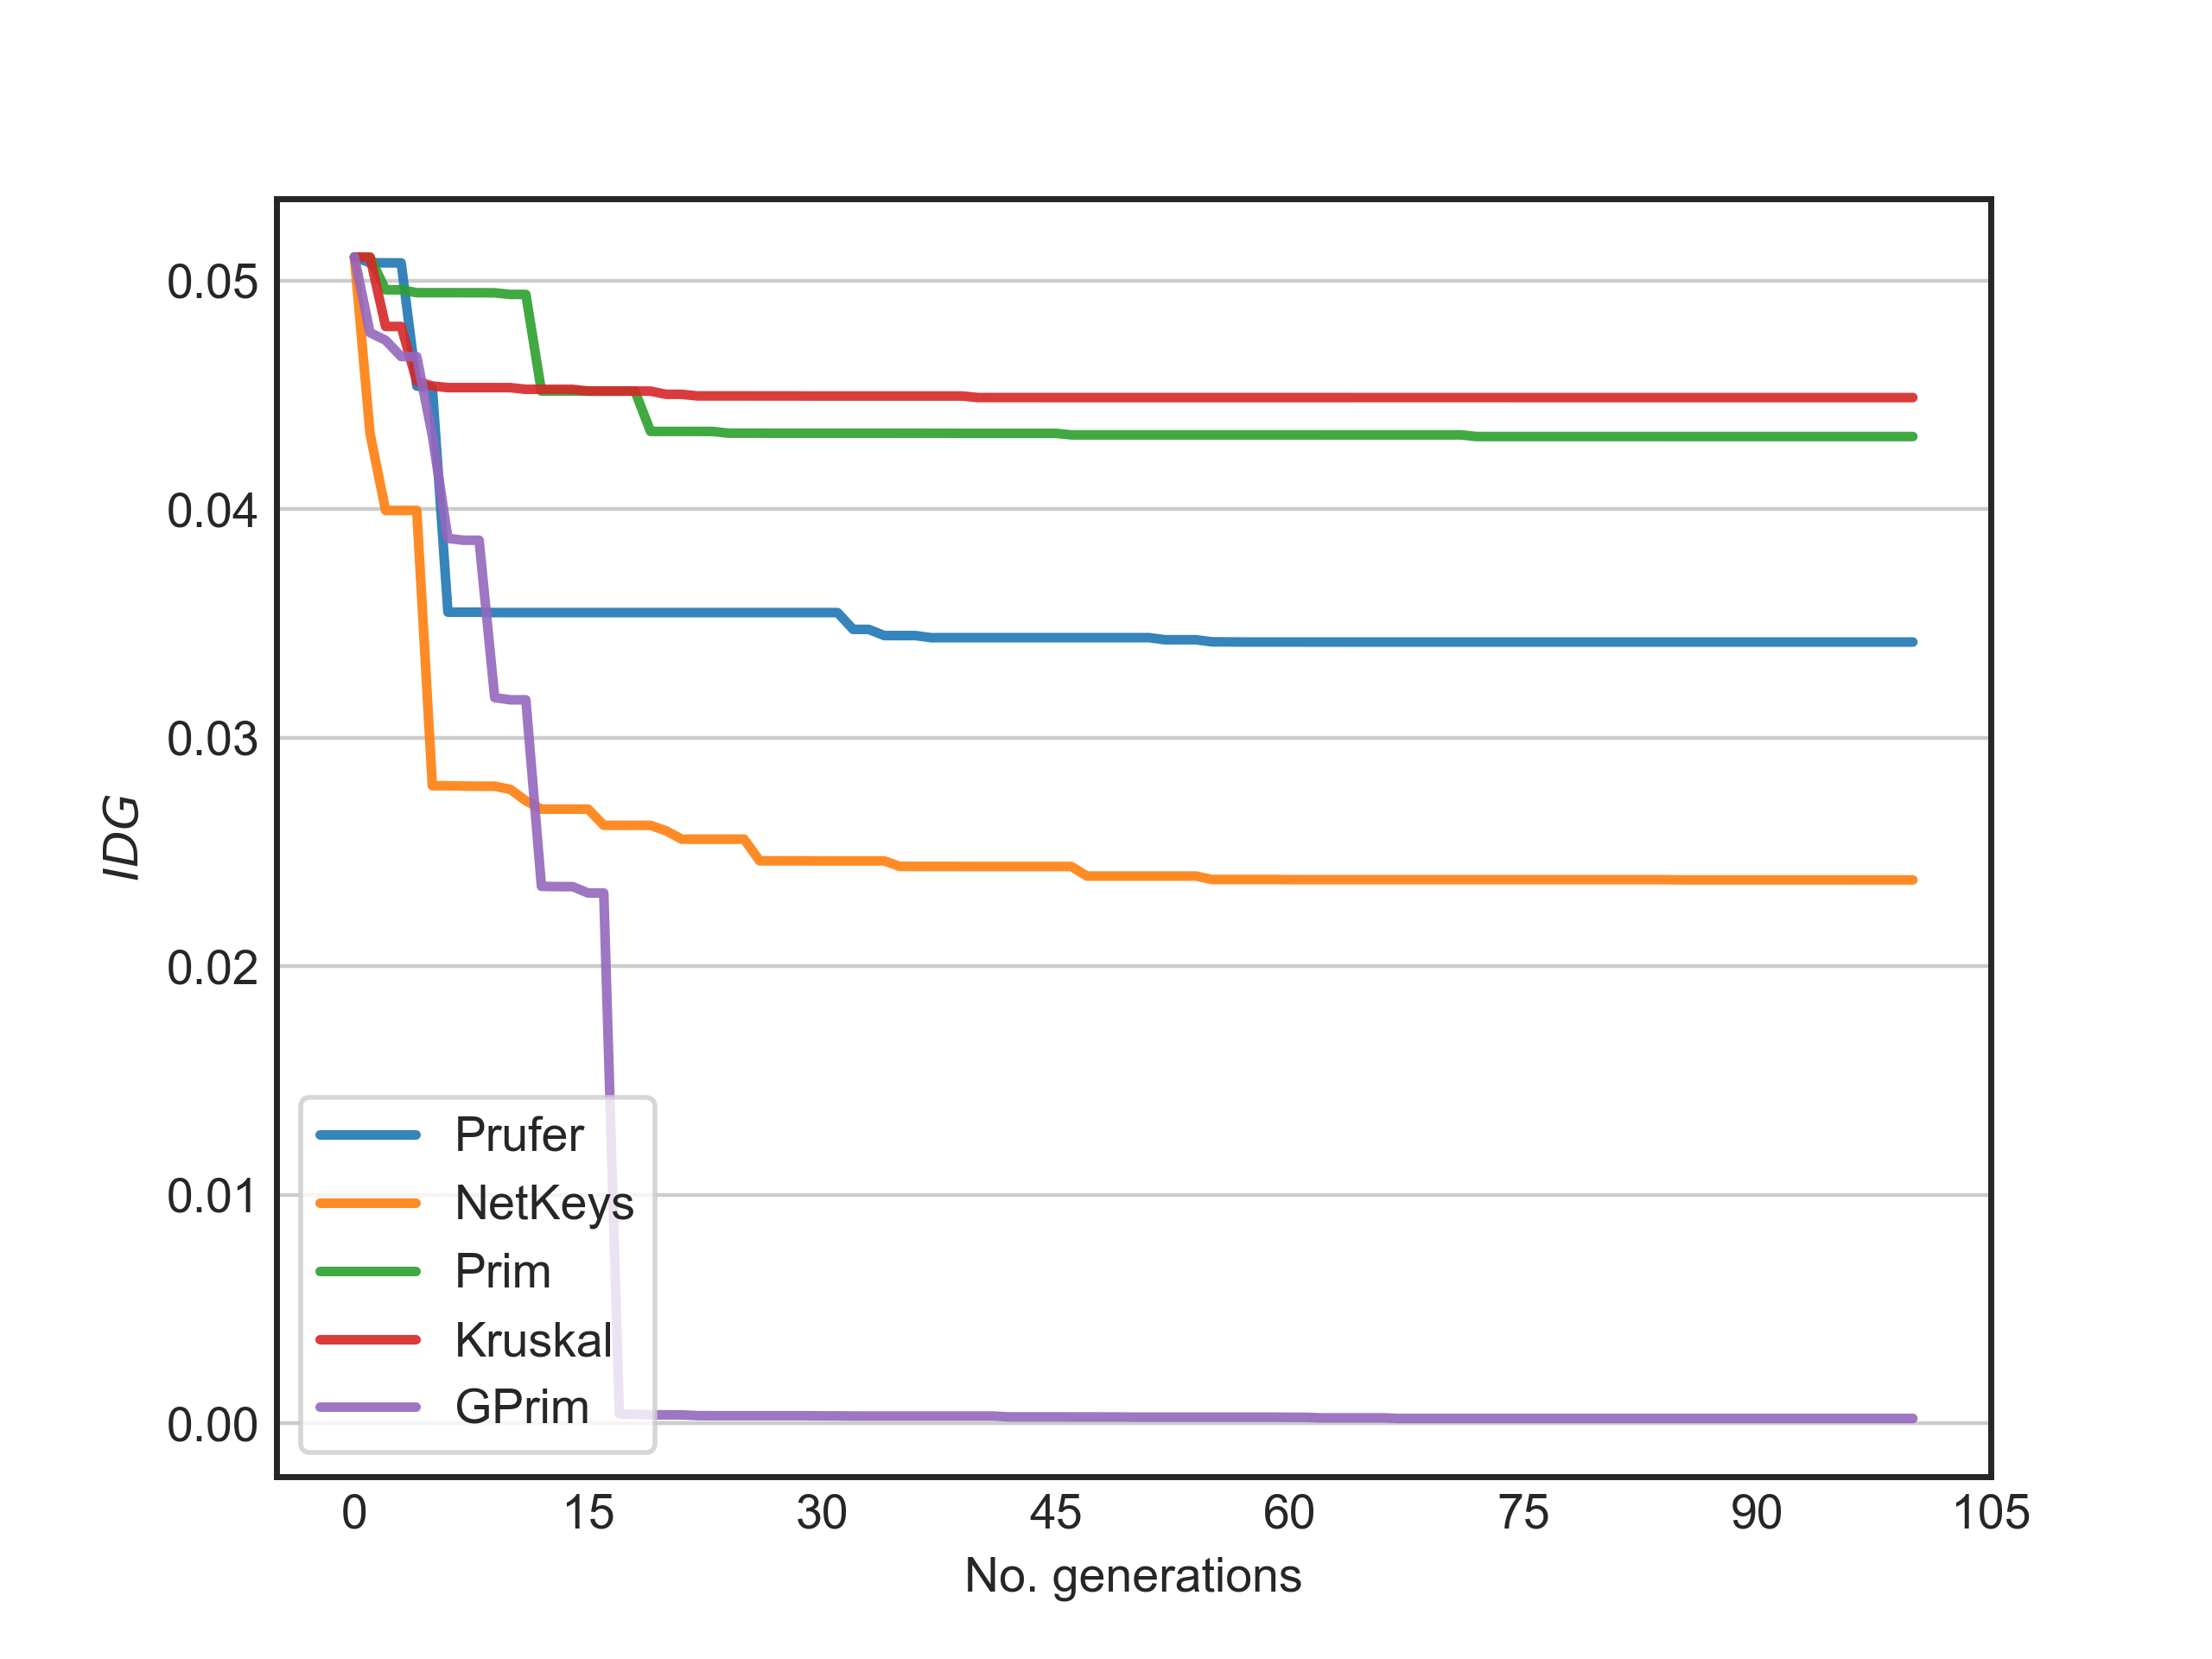 0.05
0.04
0.03
0.02
0.01
0.00
IDG
Prufer
NetKeys
Prim
Kruskal
GPrim
0 15 30 45 60 75 90 105
No. generations